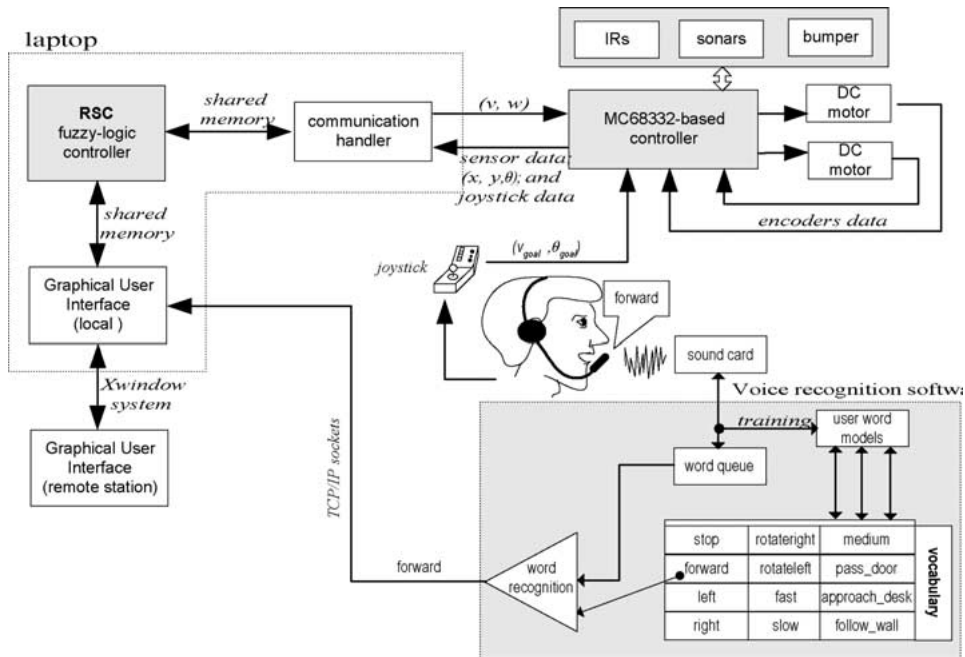 laptop
IRs
sonars
bumper
RSC
fuzzy-logic
controller
shared
memory
communication
handler
(v, w)
MC68332-based
controller
DC
motor
DC
motor
sensor data:
(x, y,θ); and
joystick data
encoders data
shared
memory
joystick
(v goal ,θ goal)
Graphical User
Interface
(local )
forward
sound card
Xwindow
system
Voice recognition softwa
training
user word
models
Graphical User
Interface
(remote station)
word queue
TCP/IP sockets
forward
word
recognition
stop rotateright medium
forward rotateleft pass_door
left fast approach_desk
right slow follow_wall
vocabulary